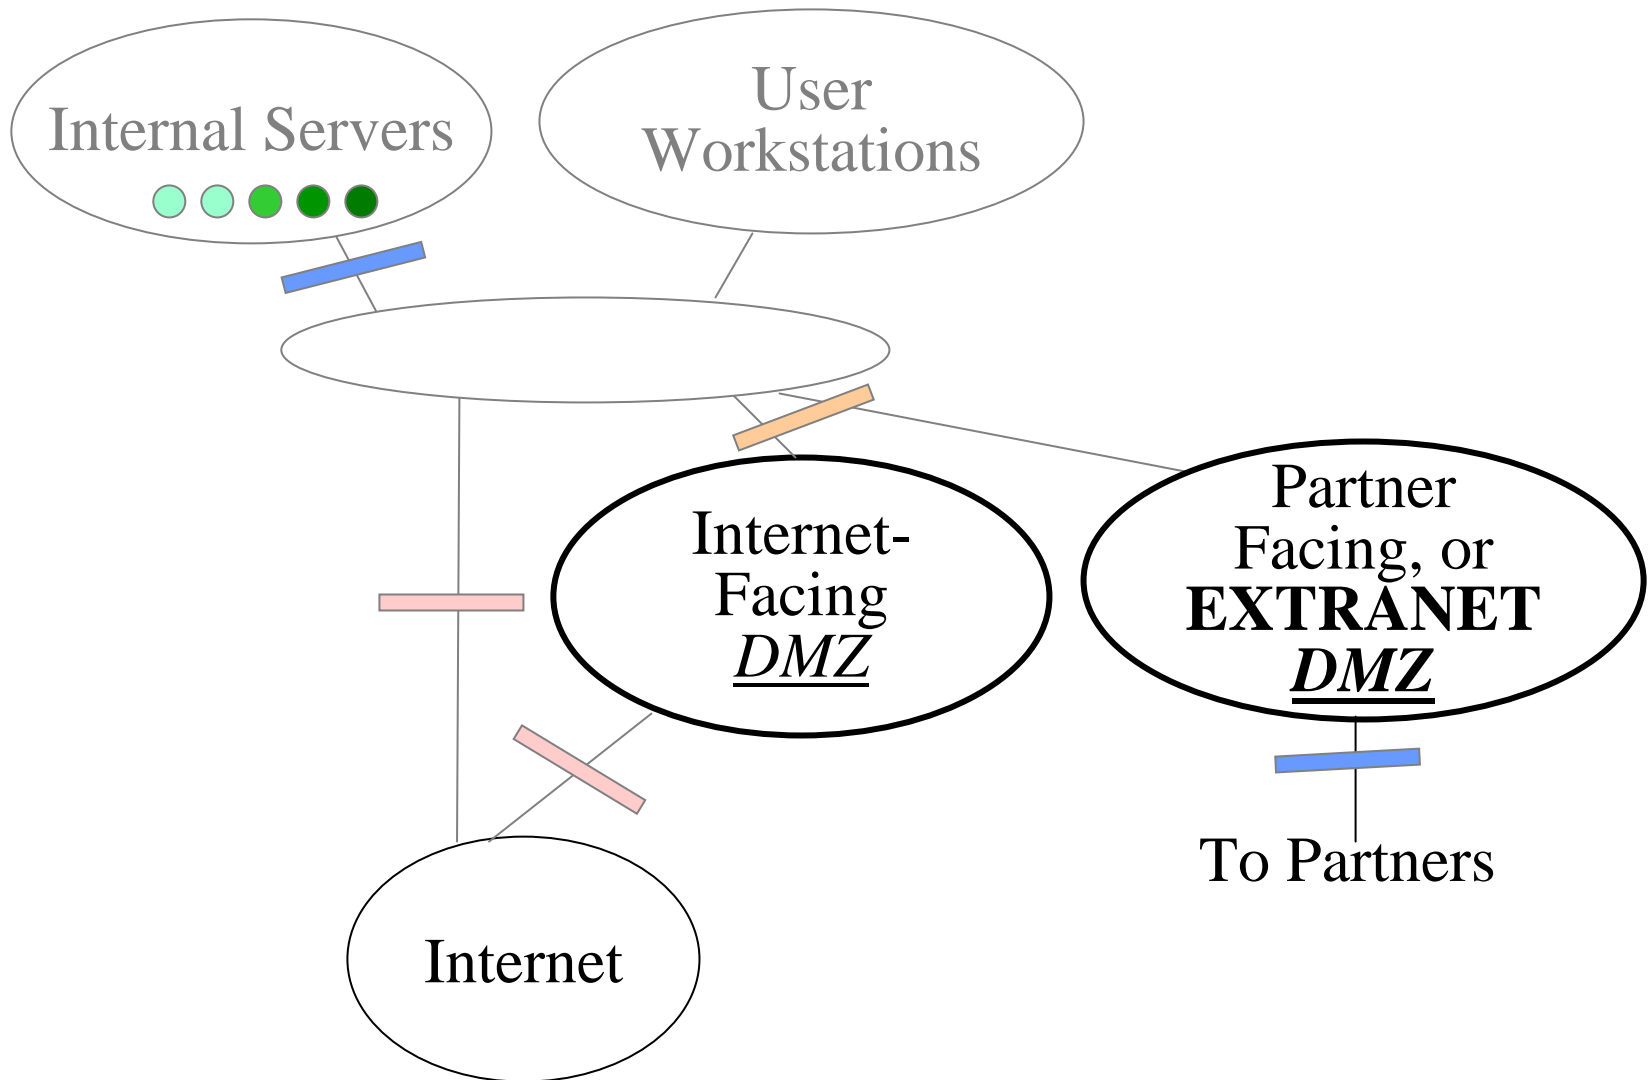 Internal Servers
User
Workstations
Internet-
Facing
DMZ
Partner
Facing, or
EXTRANET
DMZ
To Partners
Internet